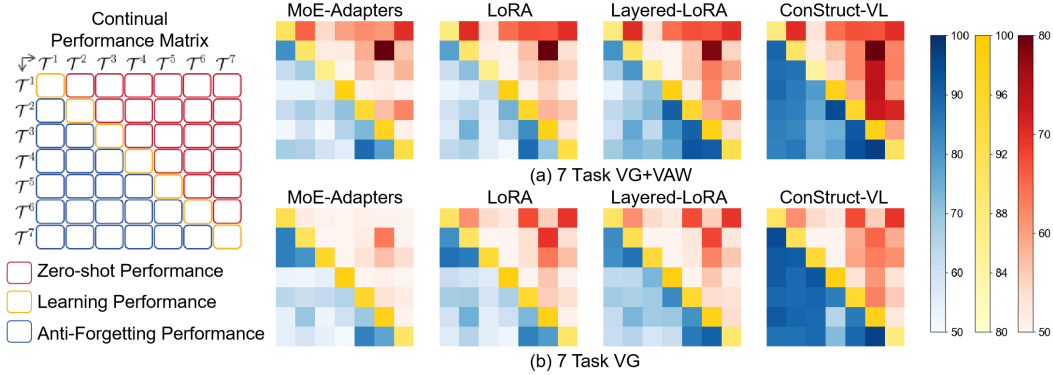 Continual
Performance Matrix
𝒯¹ 𝒯² 𝒯³ 𝒯⁴ 𝒯⁵ 𝒯⁶ 𝒯⁷
𝒯¹
𝒯²
𝒯³
𝒯⁴
𝒯⁵
𝒯⁶
𝒯⁷
Zero-shot Performance
Learning Performance
Anti-Forgetting Performance
MoE-Adapters LoRA Layered-LoRA ConStruct-VL
(a) 7 Task VG+VAW
MoE-Adapters LoRA Layered-LoRA ConStruct-VL
(b) 7 Task VG
100 100 80
90 96 70
80 92
70 88 60
60 84
50 80 50